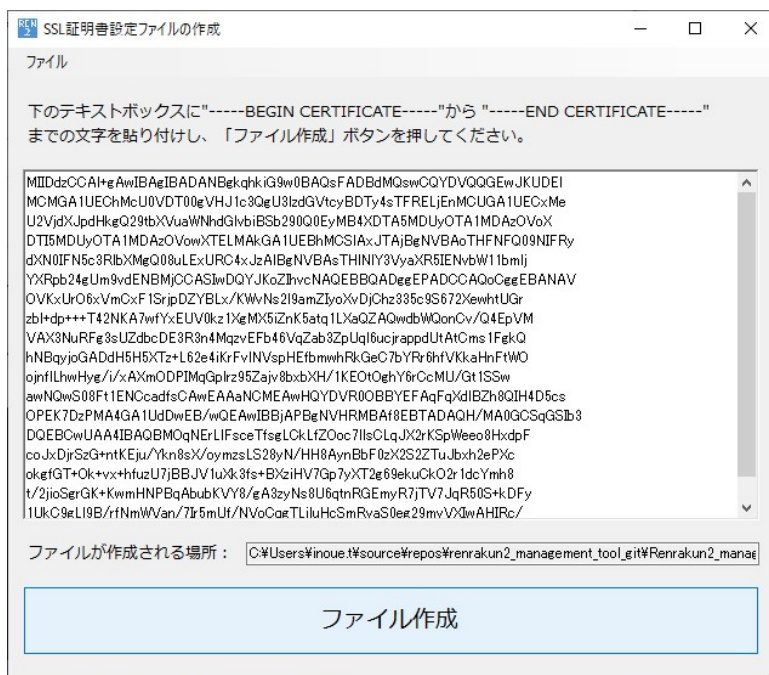 REN
2
SSL証明書設定ファイルの作成
ファイル
下のテキストボックスに"-----BEGIN CERTIFICATE-----"から "-----END CERTIFICATE-----"
までの文字を貼り付けし、「ファイル作成」ボタンを押してください。
MIIDdzCCAl+gAwIBAgIBADANBgkqhkiG9w0BAQsFADBdMQswCQYDVQQGEwJKUDEl
MCMGA1UEChMcU0VDT00gVHJ1c3QgU3lzdGVtcyBDTy4sTFRELjEnMCUGA1UECxMe
U2VjdXJpdHkgQ29tbXVuaWNhdGlvbiBSb290Q0EyMB4XDTA5MDUyOTA1MDAzOVoX
DTI5MDUyOTA1MDAzOVowXTELMAkGA1UEBhMCSlAxJTAjBgNVBAoTHFNFQ09NIFRy
dXN0IFN5c3RlbXMgQ08uLExURC4xJzAlBgNVBAsTHlNlY3VyaXR5IENvbW11bmlj
YXRpb24gUm9vdENBMjCCASIwDQYJKoZIhvcNAQEBBQADggEPADCCAQoCggEBANAV
OVKxUrO6xVmCxF1SrjpDZYBLx/KWvNs2l9amZIyoXvDjChz335c9S672XewhtUGr
zbl+dp+++T42NKA7wfYxEUV0kz1XgMX5iZnK5atq1LXaQZAQwdbWQonCv/Q4EpVM
VAX3NuRFg3sUZdbcDE3R3n4MqzvEFb46VqZab3ZpUql6ucjrappdUtAtCms1FgkQ
hNBqyjoGADdH5H5XTz+L62e4iKrFvlNVspHEfbmwhRkGeC7bYRr6hfVKkaHnFtWO
ojnfILhwHyg/i/xAXmODPIMqGplrz95Zajv8bxbXH/1KEOtOghY6rCcMU/Gt1SSw
awNQwS08Ft1ENCcadfsCAwEAAaNCMEAwHQYDVR0OBBYEFAqFqXdlBZh8QIH4D5cs
OPEK7DzPMA4GA1UdDwEB/wQEAwIBBjAPBgNVHRMBAf8EBTADAQH/MA0GCSqGSIb3
DQEBCwUAA4IBAQBMOqNErLlFsceTfsgLCkLfZOoc7llsCLqJX2rKSpWeeo8HxdpF
coJxDjrSzG+ntKEju/Ykn8sX/oymzsLS28yN/HH8AynBbF0zX2S2ZTuJbxh2ePXc
okgfGT+Ok+vx+hfuzU7jBBJV1uXk3fs+BXziHV7Gp7yXT2g69ekuCkO2r1dcYmh8
t/2jioSgrGK+KwmHNPBqAbubKVY8/gA3zyNs8U6qtnRGEmyR7jTV7JqR50S+kDFy
1UkC9gLl9B/rfNmWVan/7Ir5mUf/NVoCqgTLiluHcSmRvaS0eg29mvVXIwAHIRc/
ファイルが作成される場所：
C:¥Users¥inoue.t¥source¥repos¥renrakun2_management_tool_git¥Renrakun2_manag
ファイル作成